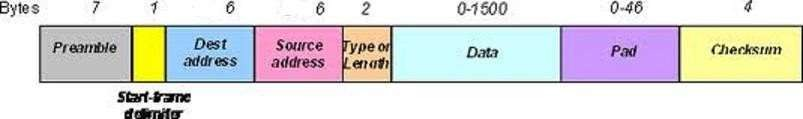 Bytes 7 1 6 6 2 0-1500 0-46 4
Preamble Dest address Source address Type or Length Data Pad Checksum
Start-frame
delimiter